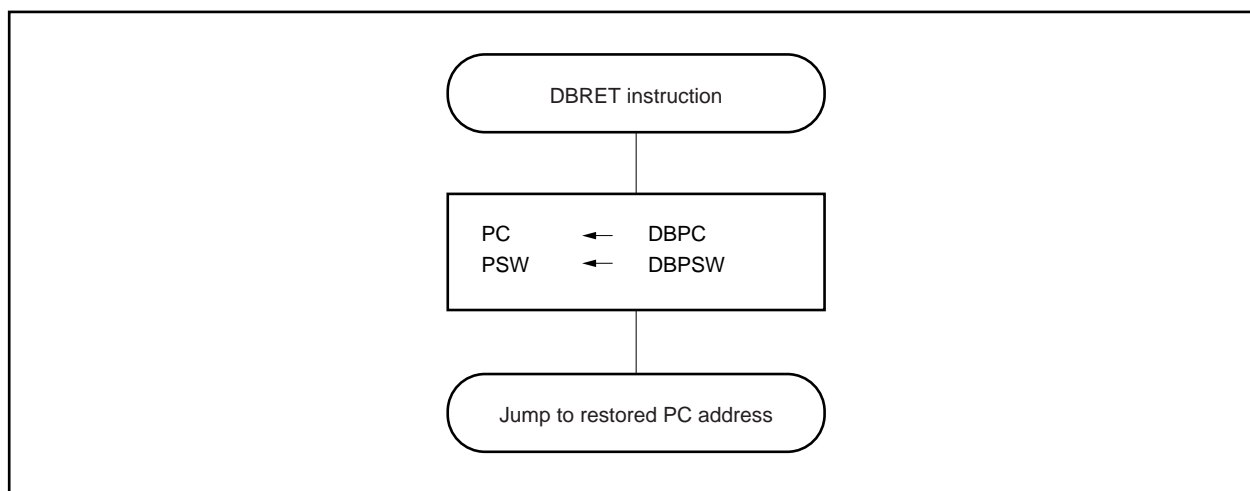 DBRET instruction
PC ← DBPC
PSW ← DBPSW
Jump to restored PC address